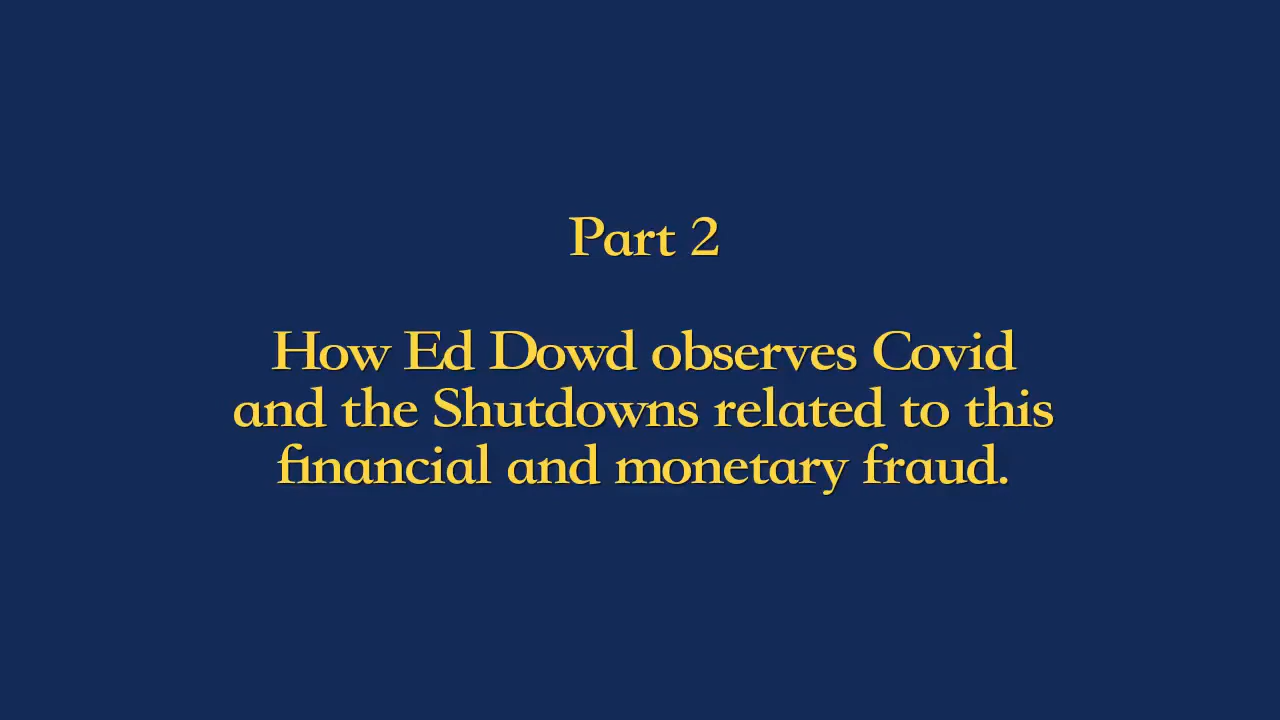 Part 2
How Ed Dowd observes Covid
and the Shutdowns related to this
financial and monetary fraud.